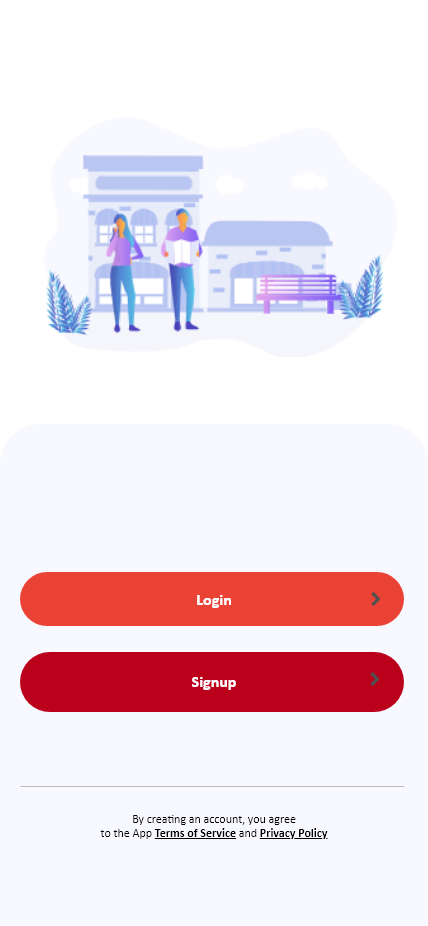 Login
Signup
By creating an account, you agree
to the App Terms of Service and Privacy Policy